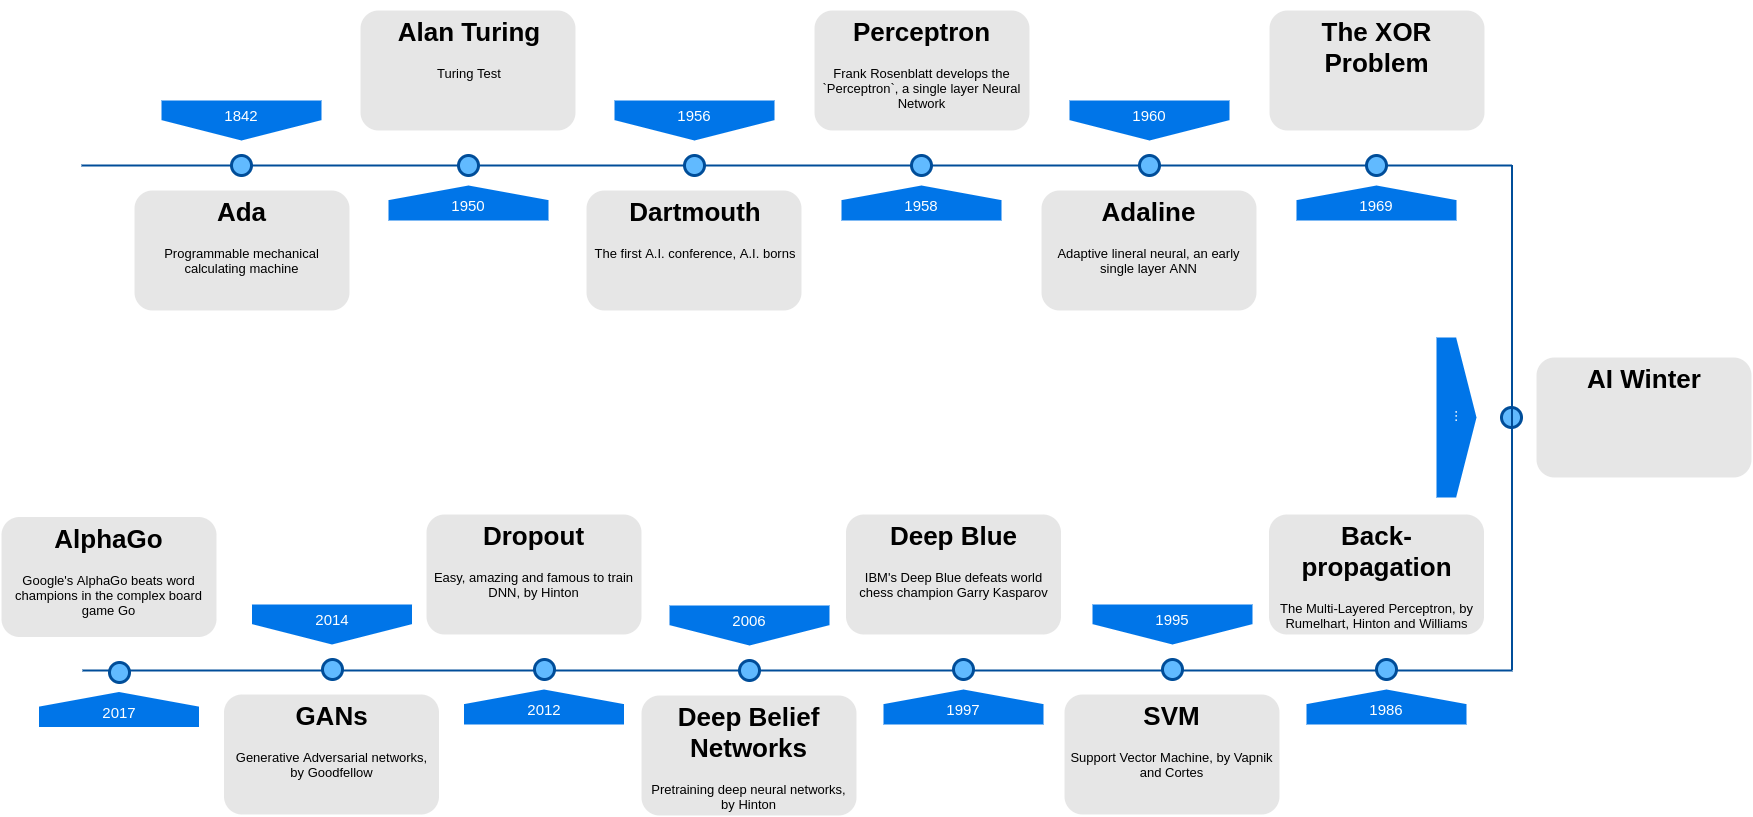 Alan Turing
Turing Test
Perceptron
Frank Rosenblatt develops the
`Perceptron`, a single layer Neural
Network
The XOR
Problem
1842
1956
1960
Ada
Programmable mechanical
calculating machine
1950
Dartmouth
The first A.I. conference, A.I. borns
1958
Adaline
Adaptive lineral neural, an early
single layer ANN
1969
...
AI Winter
AlphaGo
Google's AlphaGo beats word
champions in the complex board
game Go
Dropout
Easy, amazing and famous to train
DNN, by Hinton
Deep Blue
IBM's Deep Blue defeats world
chess champion Garry Kasparov
Back-
propagation
The Multi-Layered Perceptron, by
Rumelhart, Hinton and Williams
2014
2006
1995
2017
GANs
Generative Adversarial networks,
by Goodfellow
2012
Deep Belief
Networks
Pretraining deep neural networks,
by Hinton
1997
SVM
Support Vector Machine, by Vapnik
and Cortes
1986